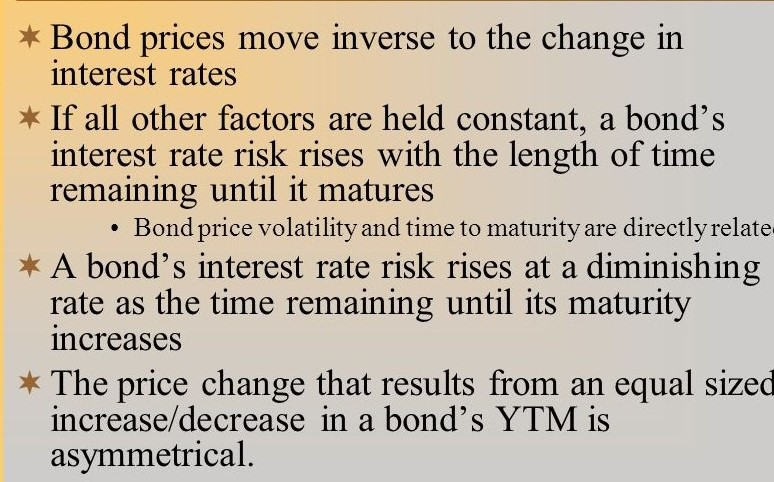 Bond prices move inverse to the change in
interest rates
If all other factors are held constant, a bond's
interest rate risk rises with the length of time
remaining until it matures
• Bond price volatility and time to maturity are directly relate
A bond's interest rate risk rises at a diminishing
rate as the time remaining until its maturity
increases
The price change that results from an equal sized
increase/decrease in a bond's YTM is
asymmetrical.